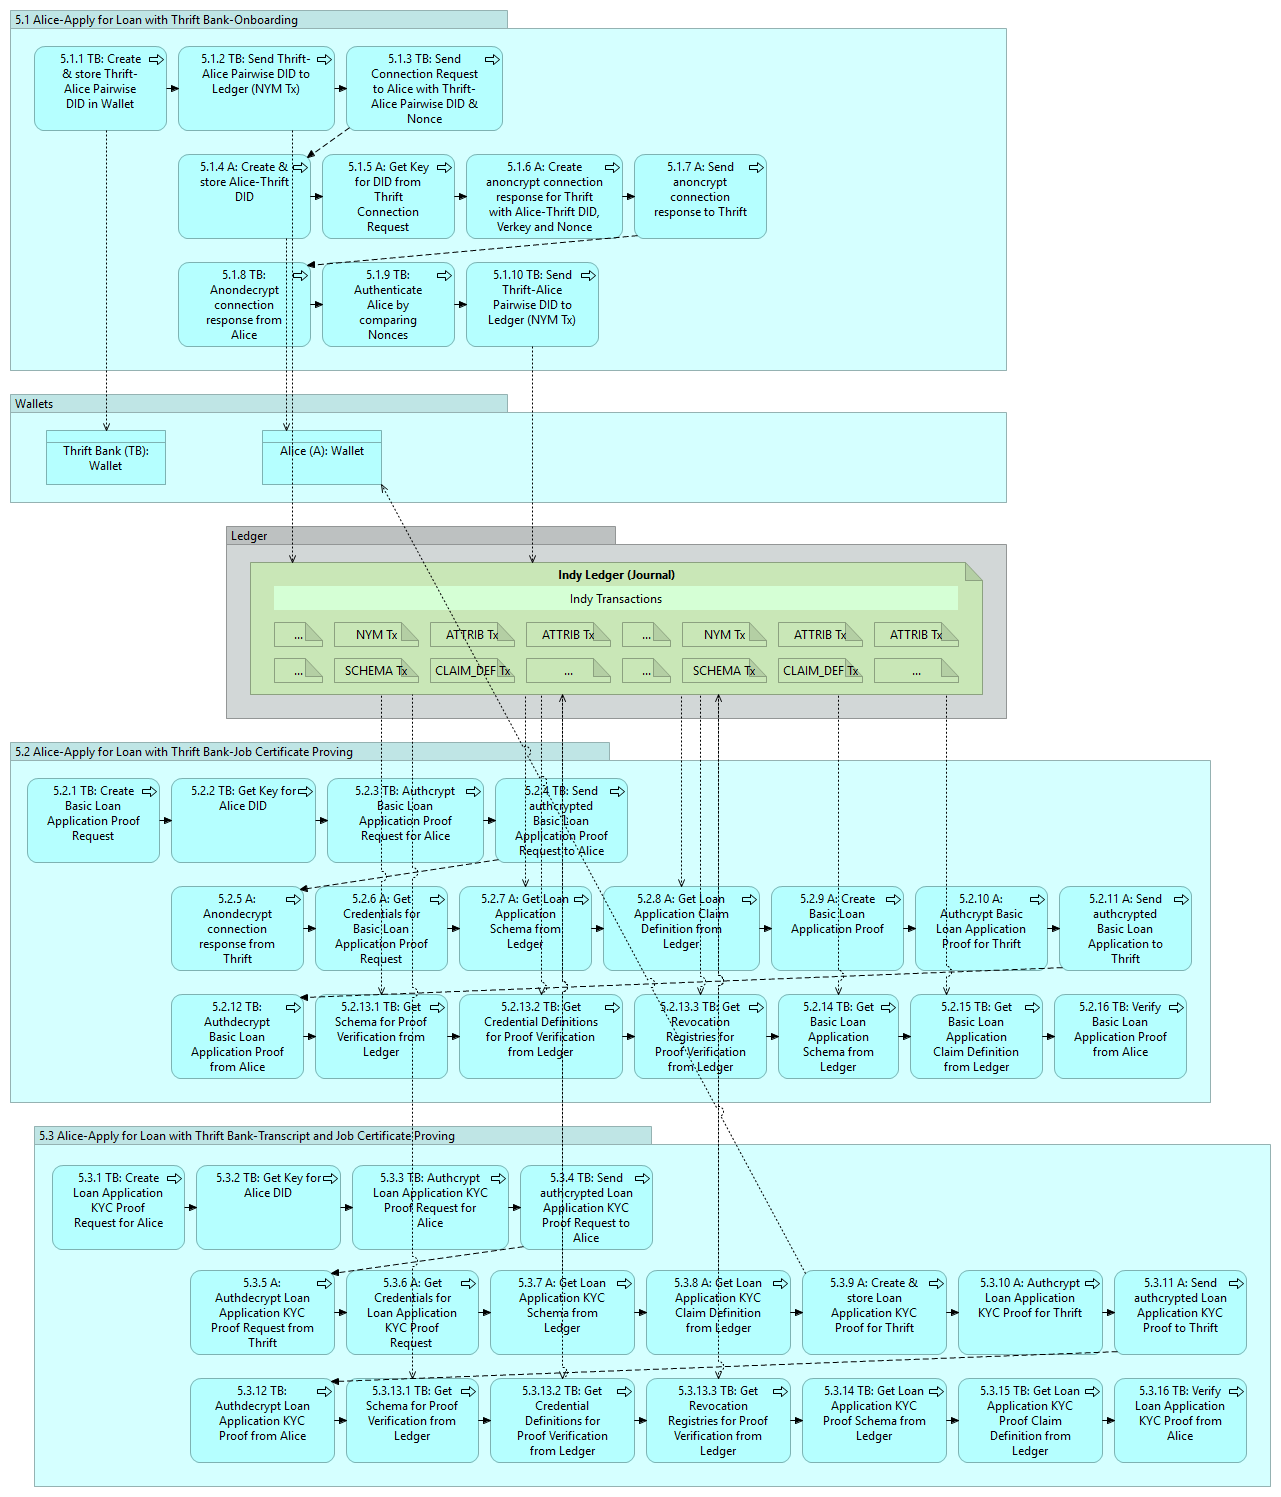 5.1 Alice-Apply for Loan with Thrift Bank-Onboarding
5.1.1 TB: Create
& store Thrift-
Alice Pairwise
DID in Wallet
5.1.2 TB: Send Thrift-
Alice Pairwise DID to
Ledger (NYM Tx)
5.1.3 TB: Send
Connection Request
to Alice with Thrift-
Alice Pairwise DID &
Nonce
5.1.4 A: Create &
store Alice-Thrift
DID
5.1.5 A: Get Key
for DID from
Thrift
Connection
Request
5.1.6 A: Create
anoncrypt connection
response for Thrift
with Alice-Thrift DID,
Verkey and Nonce
5.1.7 A: Send
anoncrypt
connection
response to Thrift
5.1.8 TB:
Anondecrypt
connection
response from
Alice
5.1.9 TB:
Authenticate
Alice by
comparing
Nonces
5.1.10 TB: Send
Thrift-Alice
Pairwise DID to
Ledger (NYM Tx)
Wallets
Thrift Bank (TB):
Wallet
Alice (A): Wallet
Ledger
Indy Ledger (Journal)
Indy Transactions
...
NYM Tx
ATTRIB Tx
ATTRIB Tx
...
NYM Tx
ATTRIB Tx
ATTRIB Tx
...
SCHEMA Tx
CLAIM_DEF Tx
...
...
SCHEMA Tx
CLAIM_DEF Tx
...
5.2 Alice-Apply for Loan with Thrift Bank-Job Certificate Proving
5.2.1 TB: Create
Basic Loan
Application Proof
Request
5.2.2 TB: Get Key for
Alice DID
5.2.3 TB: Authcrypt
Basic Loan
Application Proof
Request for Alice
5.2.4 TB: Send
authcrypted
Basic Loan
Application Proof
Request to Alice
5.2.5 A:
Anondecrypt
connection
response from
Thrift
5.2.6 A: Get
Credentials for
Basic Loan
Application Proof
Request
5.2.7 A: Get Loan
Application
Schema from
Ledger
5.2.8 A: Get Loan
Application Claim
Definition from
Ledger
5.2.9 A: Create
Basic Loan
Application Proof
5.2.10 A:
Authcrypt Basic
Loan Application
Proof for Thrift
5.2.11 A: Send
authcrypted
Basic Loan
Application to
Thrift
5.2.12 TB:
Authdecrypt
Basic Loan
Application Proof
from Alice
5.2.13.1 TB: Get
Schema for Proof
Verification from
Ledger
5.2.13.2 TB: Get
Credential Definitions
for Proof Verification
from Ledger
5.2.13.3 TB: Get
Revocation
Registries for
Proof Verification
from Ledger
5.2.14 TB: Get
Basic Loan
Application
Schema from
Ledger
5.2.15 TB: Get
Basic Loan
Application
Claim Definition
from Ledger
5.2.16 TB: Verify
Basic Loan
Application Proof
from Alice
5.3 Alice-Apply for Loan with Thrift Bank-Transcript and Job Certificate Proving
5.3.1 TB: Create
Loan Application
KYC Proof
Request for Alice
5.3.2 TB: Get Key for
Alice DID
5.3.3 TB: Authcrypt
Loan Application KYC
Proof Request for
Alice
5.3.4 TB: Send
authcrypted Loan
Application KYC
Proof Request to
Alice
5.3.5 A:
Authdecrypt Loan
Application KYC
Proof Request from
Thrift
5.3.6 A: Get
Credentials for
Loan Application
KYC Proof
Request
5.3.7 A: Get Loan
Application KYC
Schema from
Ledger
5.3.8 A: Get Loan
Application KYC
Claim Definition
from Ledger
5.3.9 A: Create &
store Loan
Application KYC
Proof for Thrift
5.3.10 A: Authcrypt
Loan Application
KYC Proof for Thrift
5.3.11 A: Send
authcrypted Loan
Application KYC
Proof to Thrift
5.3.12 TB:
Authdecrypt Loan
Application KYC
Proof from Alice
5.3.13.1 TB: Get
Schema for Proof
Verification from
Ledger
5.3.13.2 TB: Get
Credential
Definitions for
Proof Verification
from Ledger
5.3.13.3 TB: Get
Revocation
Registries for Proof
Verification from
Ledger
5.3.14 TB: Get Loan
Application KYC
Proof Schema from
Ledger
5.3.15 TB: Get Loan
Application KYC
Proof Claim
Definition from
Ledger
5.3.16 TB: Verify
Loan Application
KYC Proof from
Alice